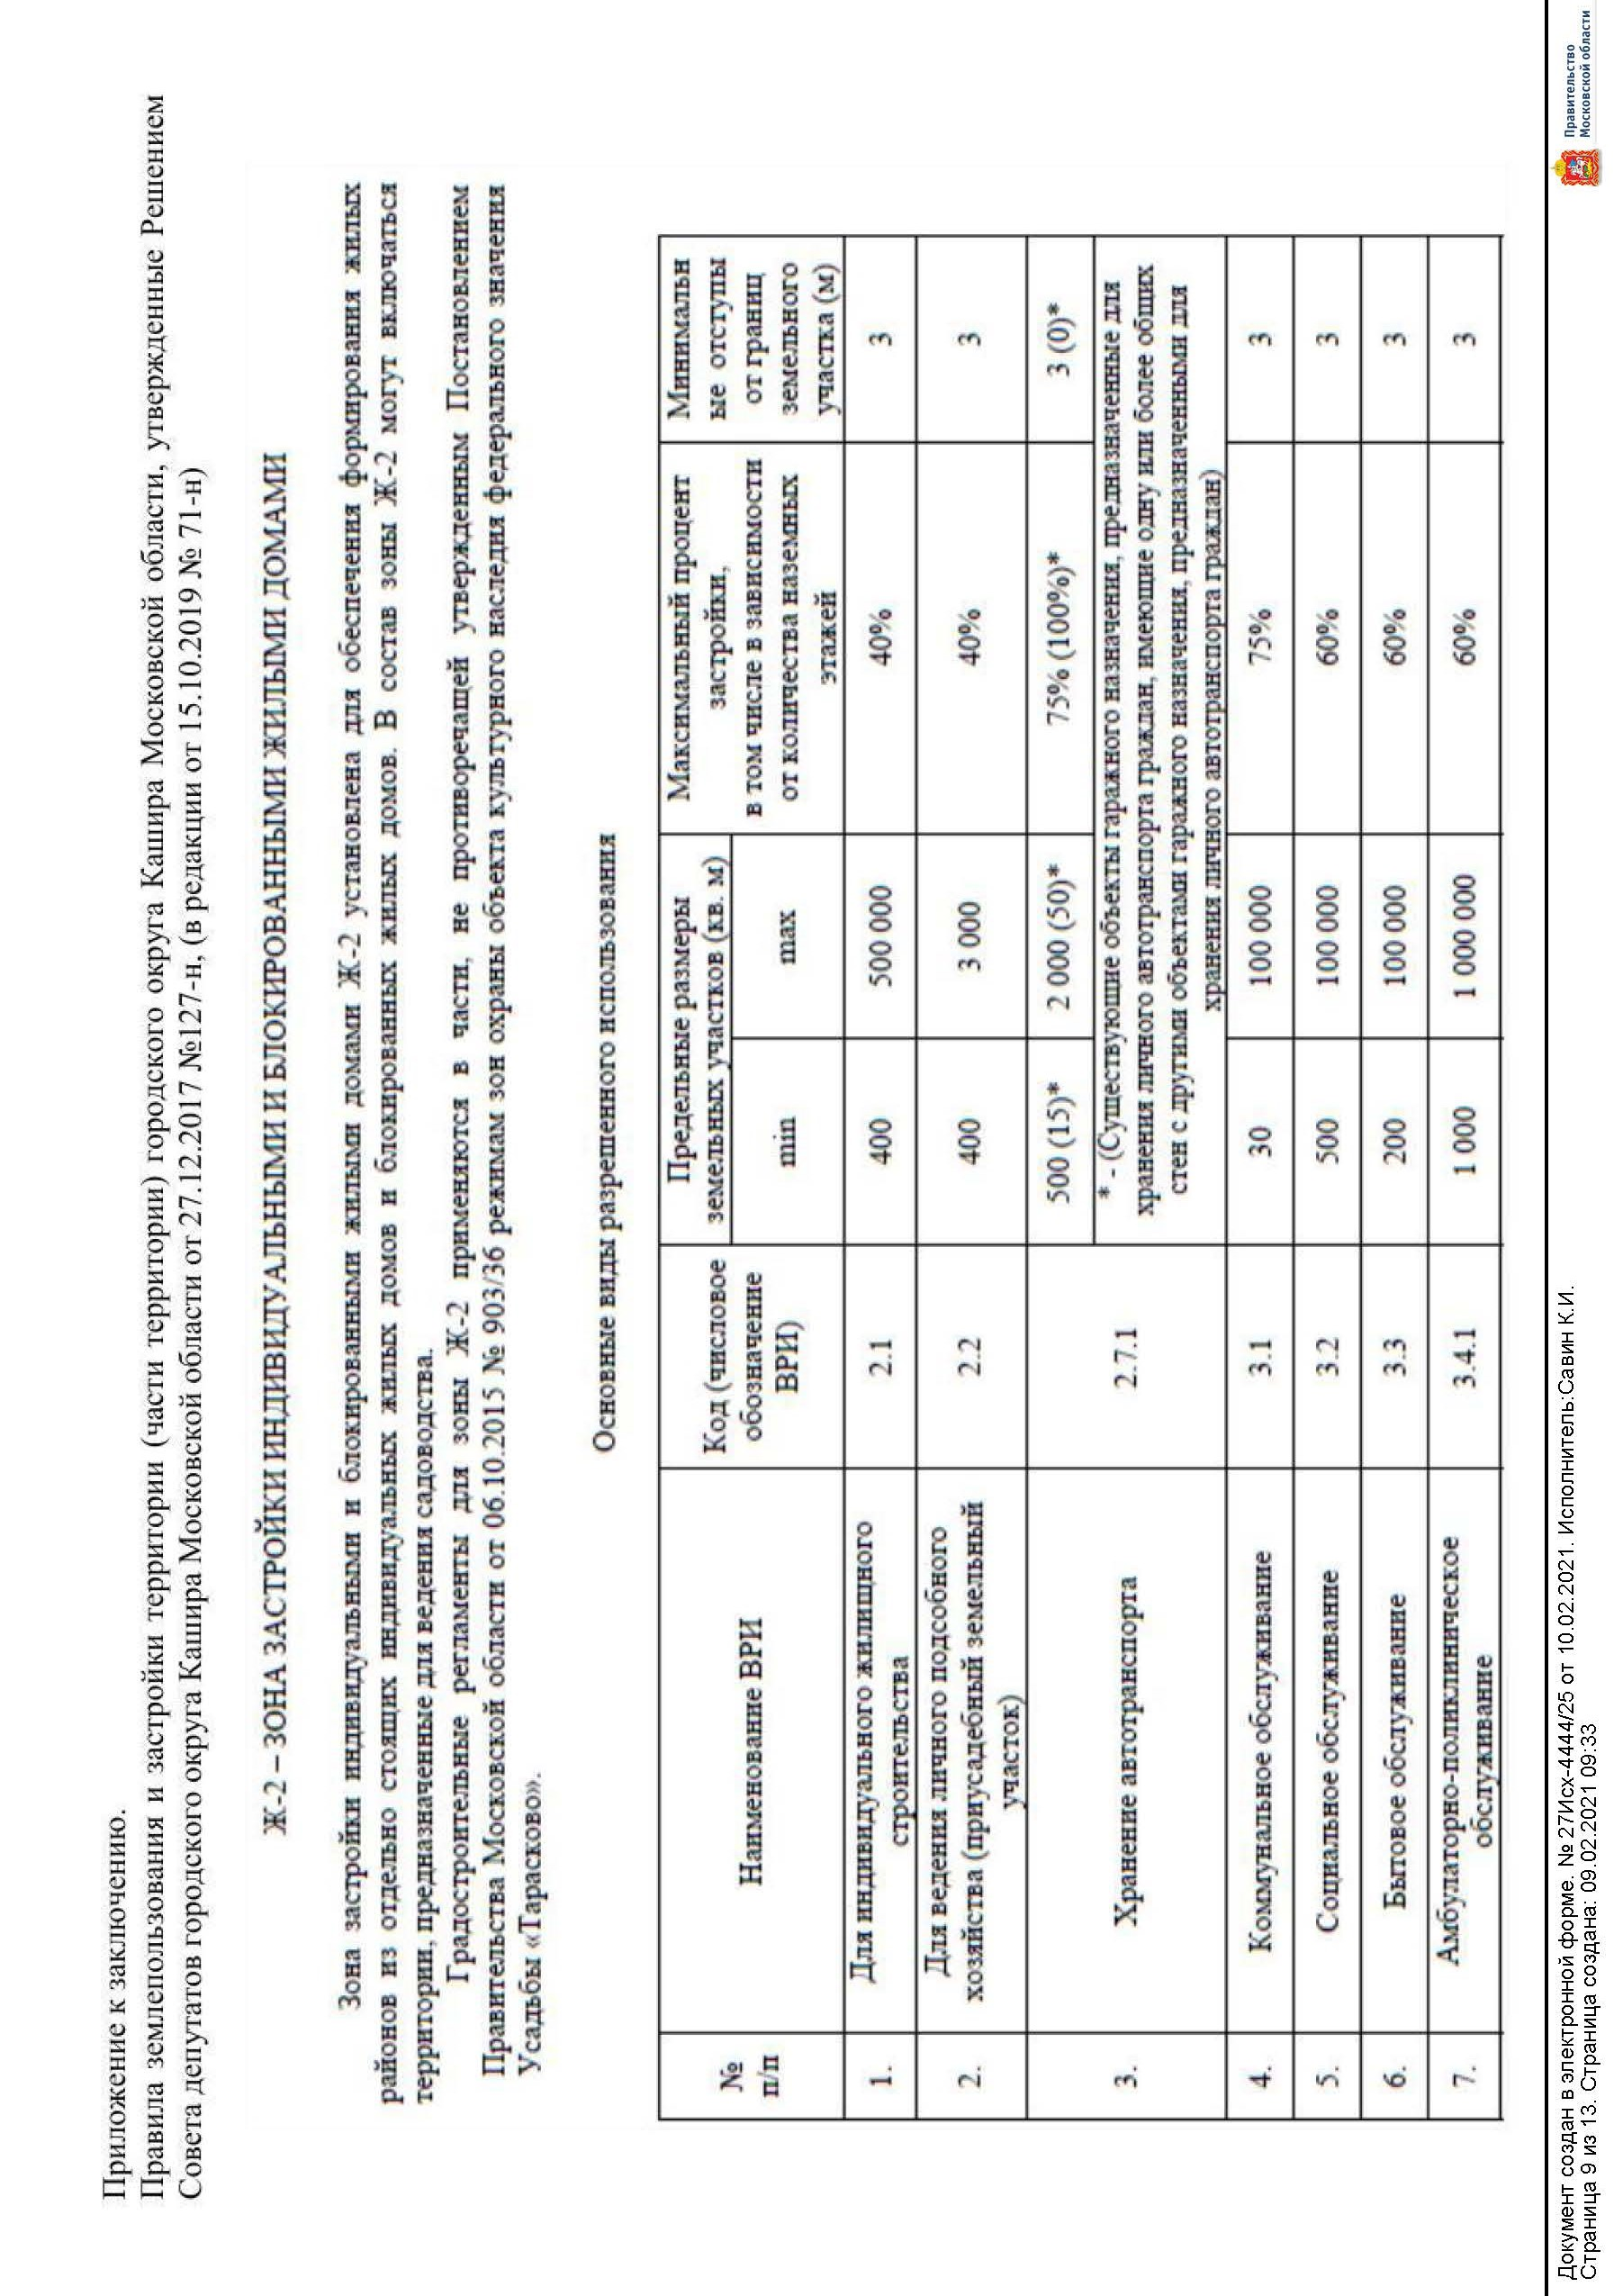 Приложение к заключению.
Правила землепользования и застройки территории (части территории) городского округа Кашира Московской области, утвержденные Решением
Совета депутатов городского округа Кашира Московской области от 27.12.2017 №127-н, (в редакции от 15.10.2019 № 71-н)
Ж-2 – ЗОНА ЗАСТРОЙКИ ИНДИВИДУАЛЬНЫМИ И БЛОКИРОВАННЫМИ ЖИЛЫМИ ДОМАМИ
Зона застройки индивидуальными и блокированными жилыми домами Ж-2 установлена для обеспечения формирования жилых
районов из отдельно стоящих индивидуальных жилых домов и блокированных жилых домов. В состав зоны Ж-2 могут включаться
территории, предназначенные для ведения садоводства.
Градостроительные регламенты для зоны Ж-2 применяются в части, не противоречащей утвержденным Постановлением
Правительства Московской области от 06.10.2015 № 903/36 режимам зон охраны объекта культурного наследия федерального значения
Усадьбы «Тарасково».
Основные виды разрешенного использования
№
п/п
Наименование ВРИ
Код (числовое
обозначение
ВРИ)
Предельные размеры
земельных участков (кв. м)
min
max
Максимальный процент
застройки,
в том числе в зависимости
от количества наземных
этажей
Минимальн
ые отступы
от границ
земельного
участка (м)
1.
Для индивидуального жилищного
строительства
2.1
400
500 000
40%
3
2.
Для ведения личного подсобного
хозяйства (приусадебный земельный
участок)
2.2
400
3 000
40%
3
3.
Хранение автотранспорта
2.7.1
500 (15)*
2 000 (50)*
75% (100%)*
3 (0)*
* - (Существующие объекты гаражного назначения, предназначенные для
хранения личного автотранспорта граждан, имеющие одну или более общих
стен с другими объектами гаражного назначения, предназначенными для
хранения личного автотранспорта граждан)
4.
Коммунальное обслуживание
3.1
30
100 000
75%
3
5.
Социальное обслуживание
3.2
500
100 000
60%
3
6.
Бытовое обслуживание
3.3
200
100 000
60%
3
7.
Амбулаторно-поликлиническое
обслуживание
3.4.1
1 000
1 000 000
60%
3
Документ создан в электронной форме. № 27Исх-4444/25 от 10.02.2021. Исполнитель:Савин К.И.
Страница 9 из 13. Страница создана: 09.02.2021 09:33
Правительство
Московской области